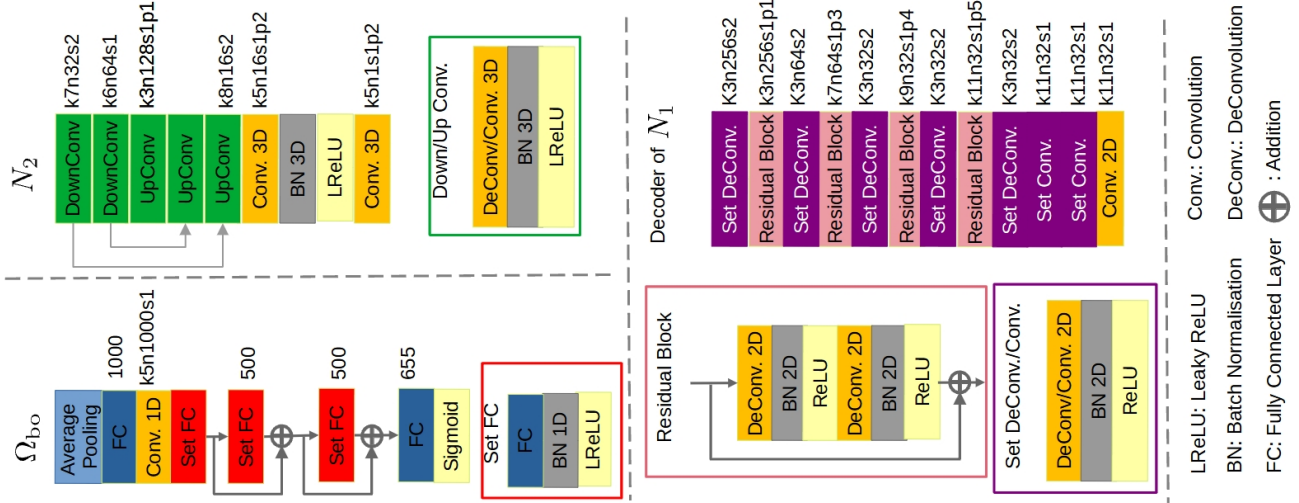 Ω_bo
Average
Pooling
FC 1000
Conv. 1D k5n1000s1
Set FC
Set FC 500
Set FC 500
FC 655
Sigmoid
Set FC
FC
BN 1D
LReLU
N_2
DownConv k7n32s2
DownConv k6n64s1
UpConv k3n128s1p1
UpConv
UpConv k8n16s2
Conv. 3D k5n16s1p2
BN 3D
LReLU
Conv. 3D k5n1s1p2
Down/Up Conv.
DeConv/Conv. 3D
BN 3D
LReLU
Residual Block
DeConv. 2D
BN 2D
ReLU
DeConv. 2D
BN 2D
ReLU
Set DeConv./Conv.
DeConv/Conv. 2D
BN 2D
ReLU
Decoder of N_1
Set DeConv. K3n256s2
Residual Block k3n256s1p1
Set DeConv. K3n64s2
Residual Block k7n64s1p3
Set DeConv. K3n32s2
Residual Block k9n32s1p4
Set DeConv. K3n32s2
Residual Block k11n32s1p5
Set DeConv. K3n32s2
Set Conv. k11n32s1
Set Conv. k11n32s1
Conv. 2D k11n32s1
LReLU: Leaky ReLU Conv.: Convolution
BN: Batch Normalisation DeConv.: DeConvolution
FC: Fully Connected Layer ⊕ : Addition